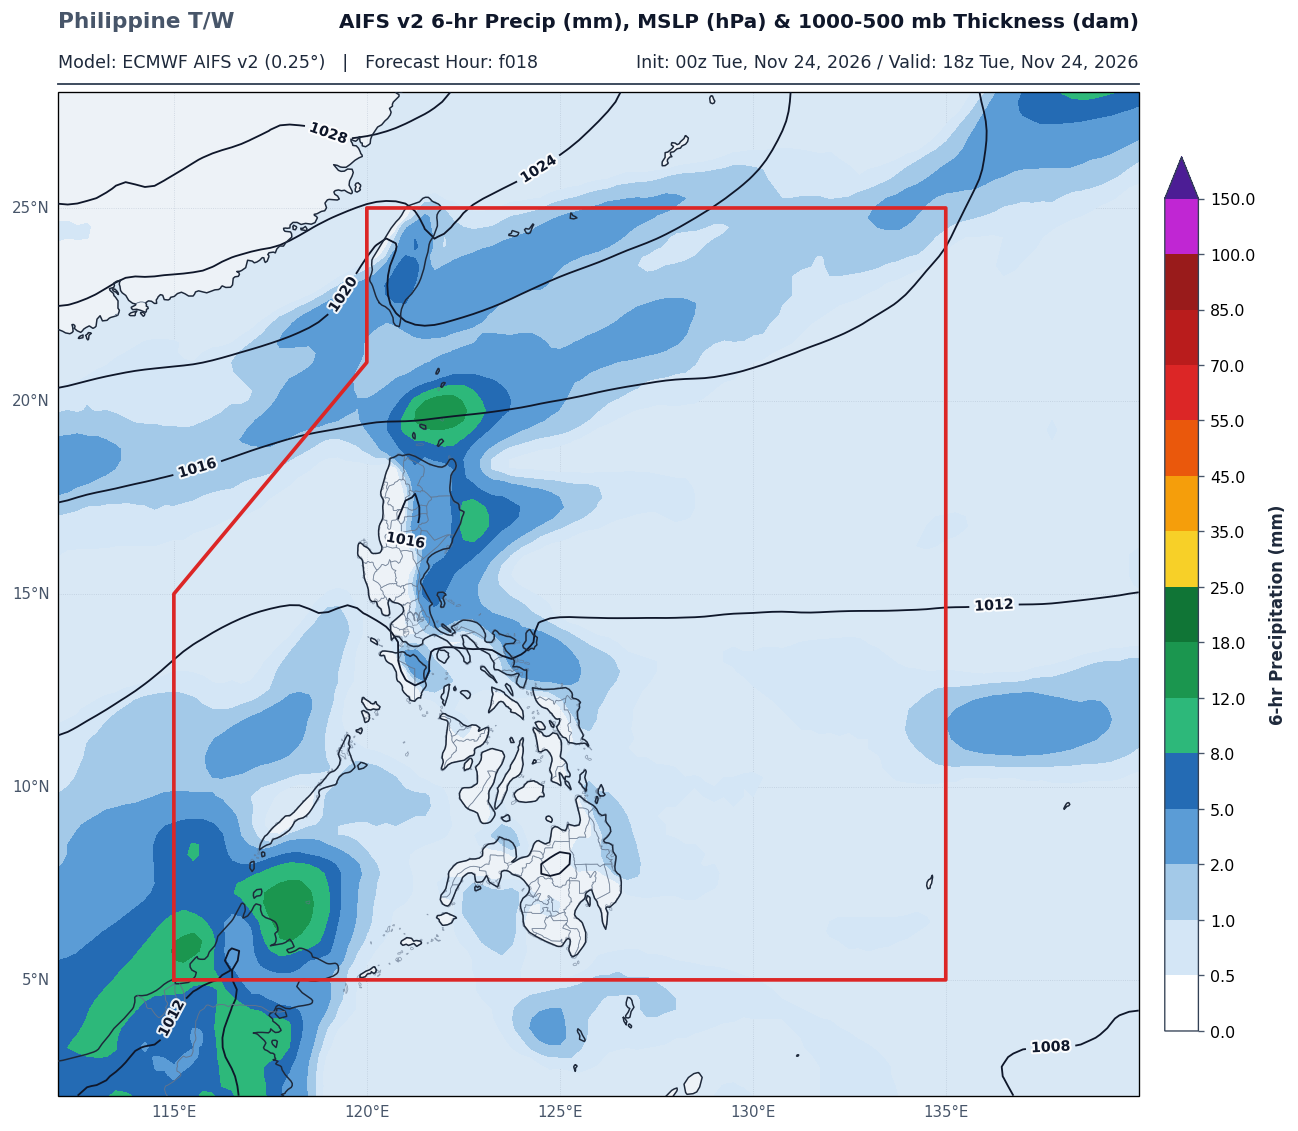 Philippine T/W
AIFS v2 6-hr Precip (mm), MSLP (hPa) & 1000-500 mb Thickness (dam)
Model: ECMWF AIFS v2 (0.25°) | Forecast Hour: f018
Init: 00z Tue, Nov 24, 2026 / Valid: 18z Tue, Nov 24, 2026
1028
1024
1020
1016
1016
1012
1012
1008
25°N
20°N
15°N
10°N
5°N
115°E
120°E
125°E
130°E
135°E
150.0
100.0
85.0
70.0
55.0
45.0
35.0
25.0
18.0
12.0
8.0
5.0
2.0
1.0
0.5
0.0
6-hr Precipitation (mm)